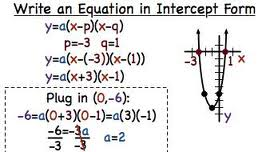 Write an Equation in Intercept Form
y=a(x-p)(x-q)
p=-3 q=1
y=a(x-(-3))(x-(1))
y=a(x+3)(x-1)
-3 1 x
y
Plug in (0,-6):
-6=a(0+3)(0-1)=a(3)(-1)
-6=-3a
-3 -3
a=2